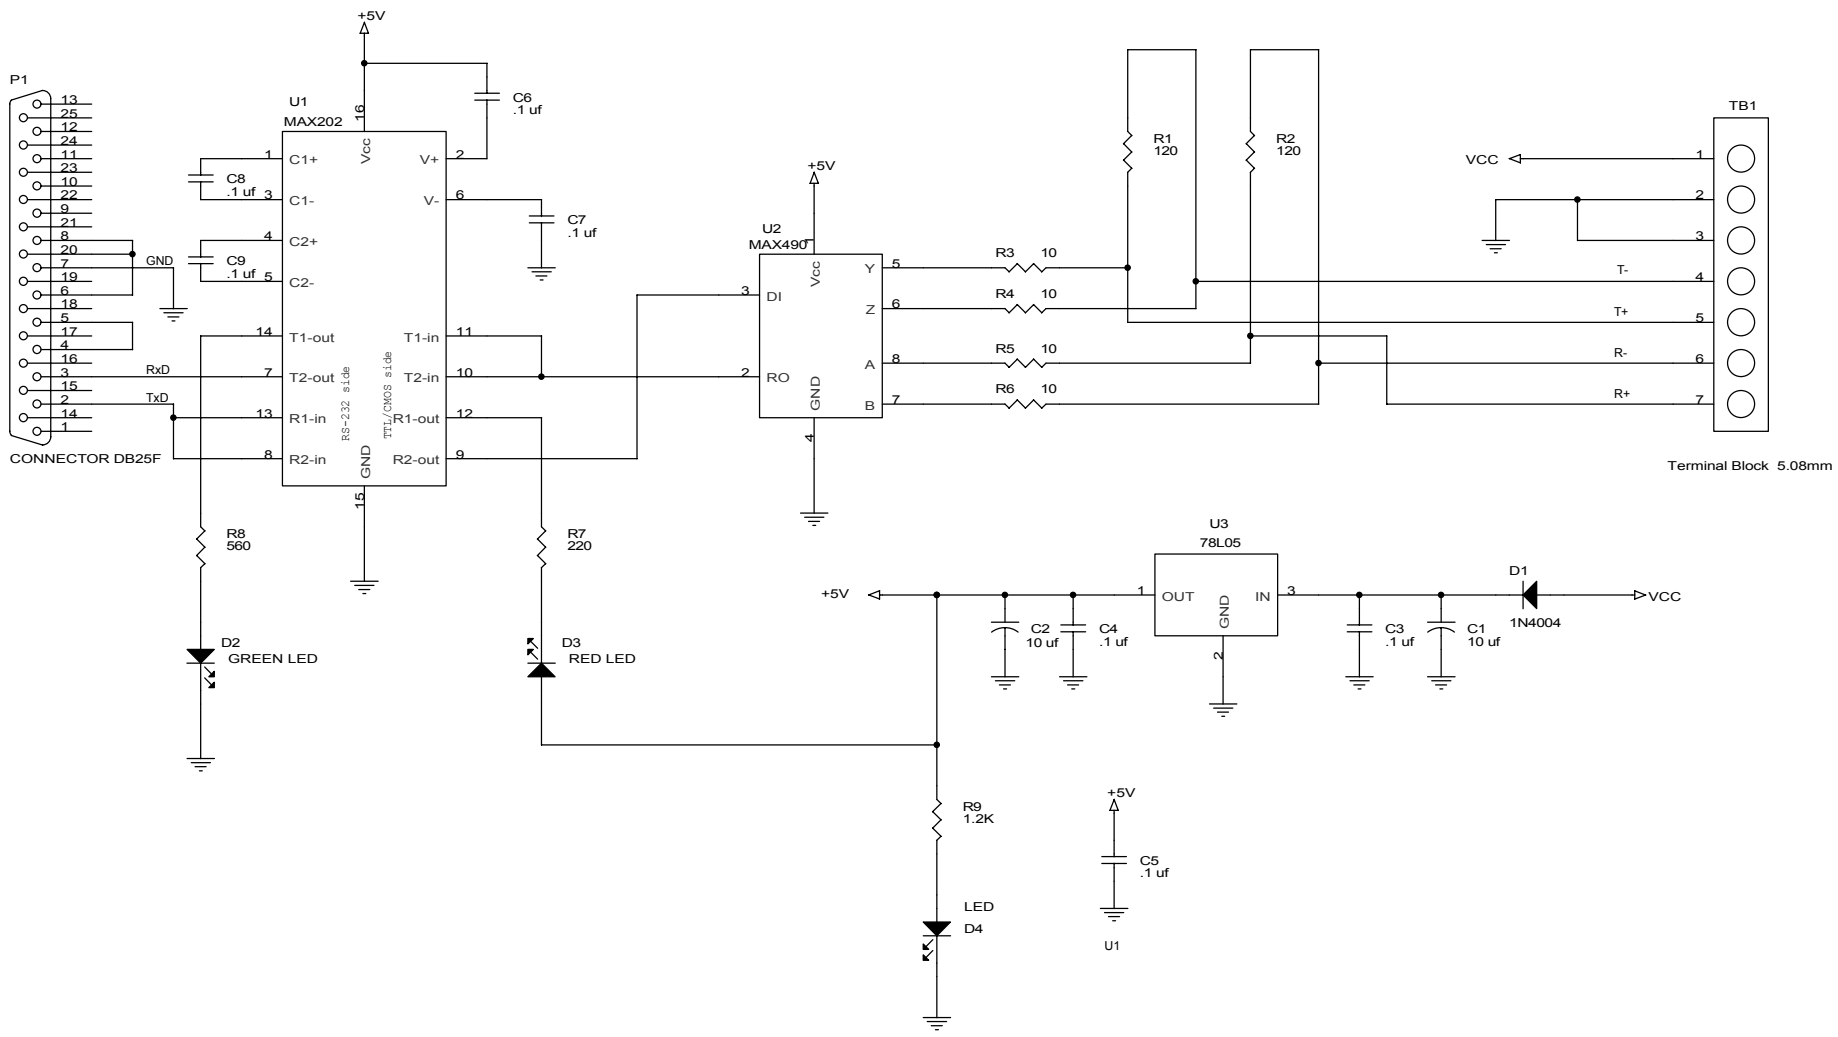 +5V
P1
13
25
12
24
11
23
10
22
9
21
8
20
7
19
6
18
5
17
4
16
3
15
2
14
1
GND
RxD
TxD
CONNECTOR DB25F
U1
MAX202
16
Vcc
1
C1+
3
C1-
4
C2+
5
C2-
14
T1-out
7
T2-out
13
R1-in
8
R2-in
RS-232 side
TTL/CMOS side
GND
15
V+
2
V-
6
T1-in
11
T2-in
10
R1-out
12
R2-out
9
C6
.1 uf
C8
.1 uf
C9
.1 uf
C7
.1 uf
R8
560
D2
GREEN LED
R7
220
D3
RED LED
+5V
U2
MAX490
1
Vcc
3
DI
2
RO
GND
4
Y
5
Z
6
A
8
B
7
R3
10
R4
10
R5
10
R6
10
R1
120
R2
120
TB1
VCC
1
2
3
T-
4
T+
5
R-
6
R+
7
Terminal Block 5.08mm
U3
78L05
+5V
1
OUT
IN
3
GND
2
C2
10 uf
C4
.1 uf
C3
.1 uf
C1
10 uf
D1
1N4004
VCC
R9
1.2K
LED
D4
+5V
C5
.1 uf
U1